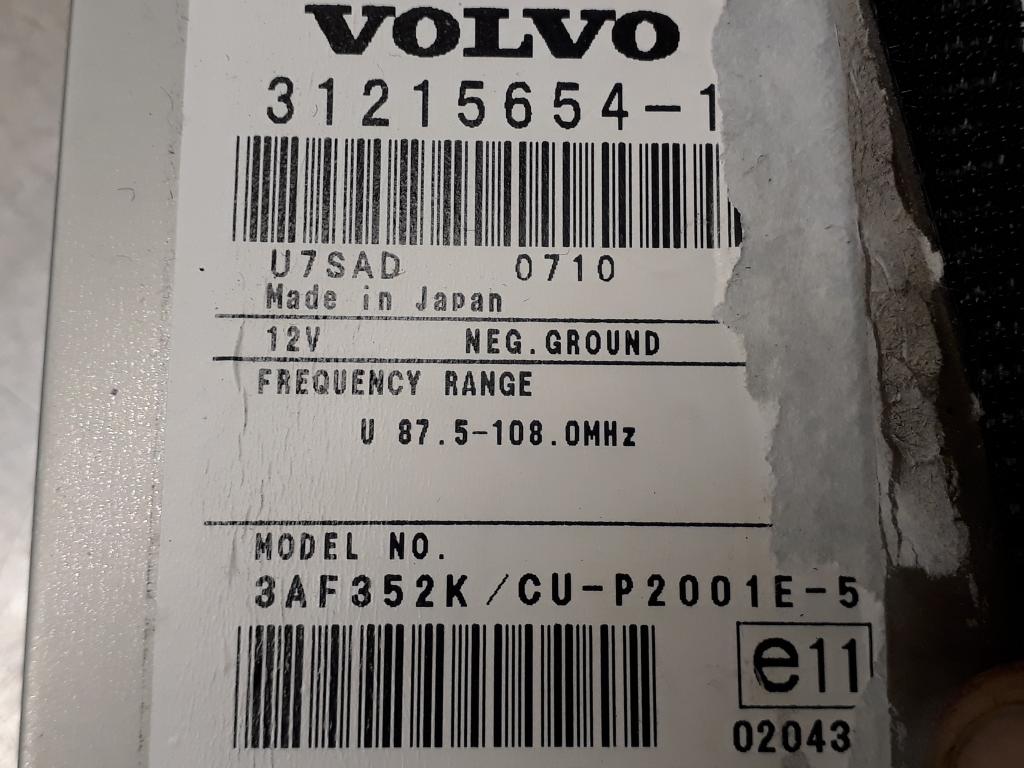 VOLVO
31215654-1
U7SAD 0710
Made in Japan
12V NEG.GROUND
FREQUENCY RANGE
U 87.5-108.0MHz
MODEL NO.
3AF352K/CU-P2001E-5
e11
02043